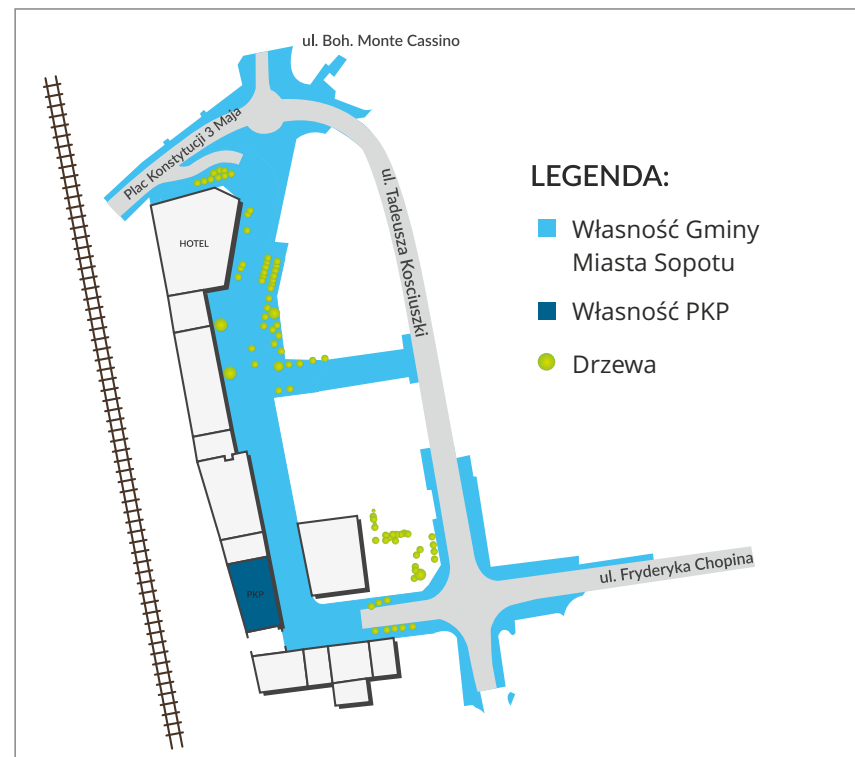 ul. Boh. Monte Cassino
Plac Konstytucji 3 Maja
ul. Tadeusza Kosciuszki
HOTEL
LEGENDA:
Własność Gminy
Miasta Sopotu
Własność PKP
Drzewa
ul. Fryderyka Chopina
PKP